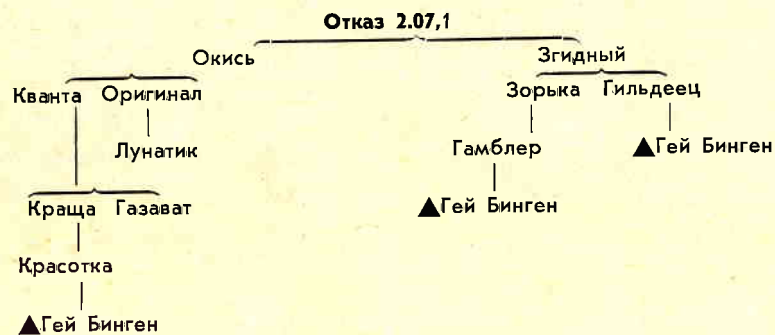 Отказ 2.07,1
Окись Згидный
Кванта Оригинал Зорька Гильдеец
Лунатик Гамблер ▲Гей Бинген
Краща Газават ▲Гей Бинген
Красотка
▲Гей Бинген